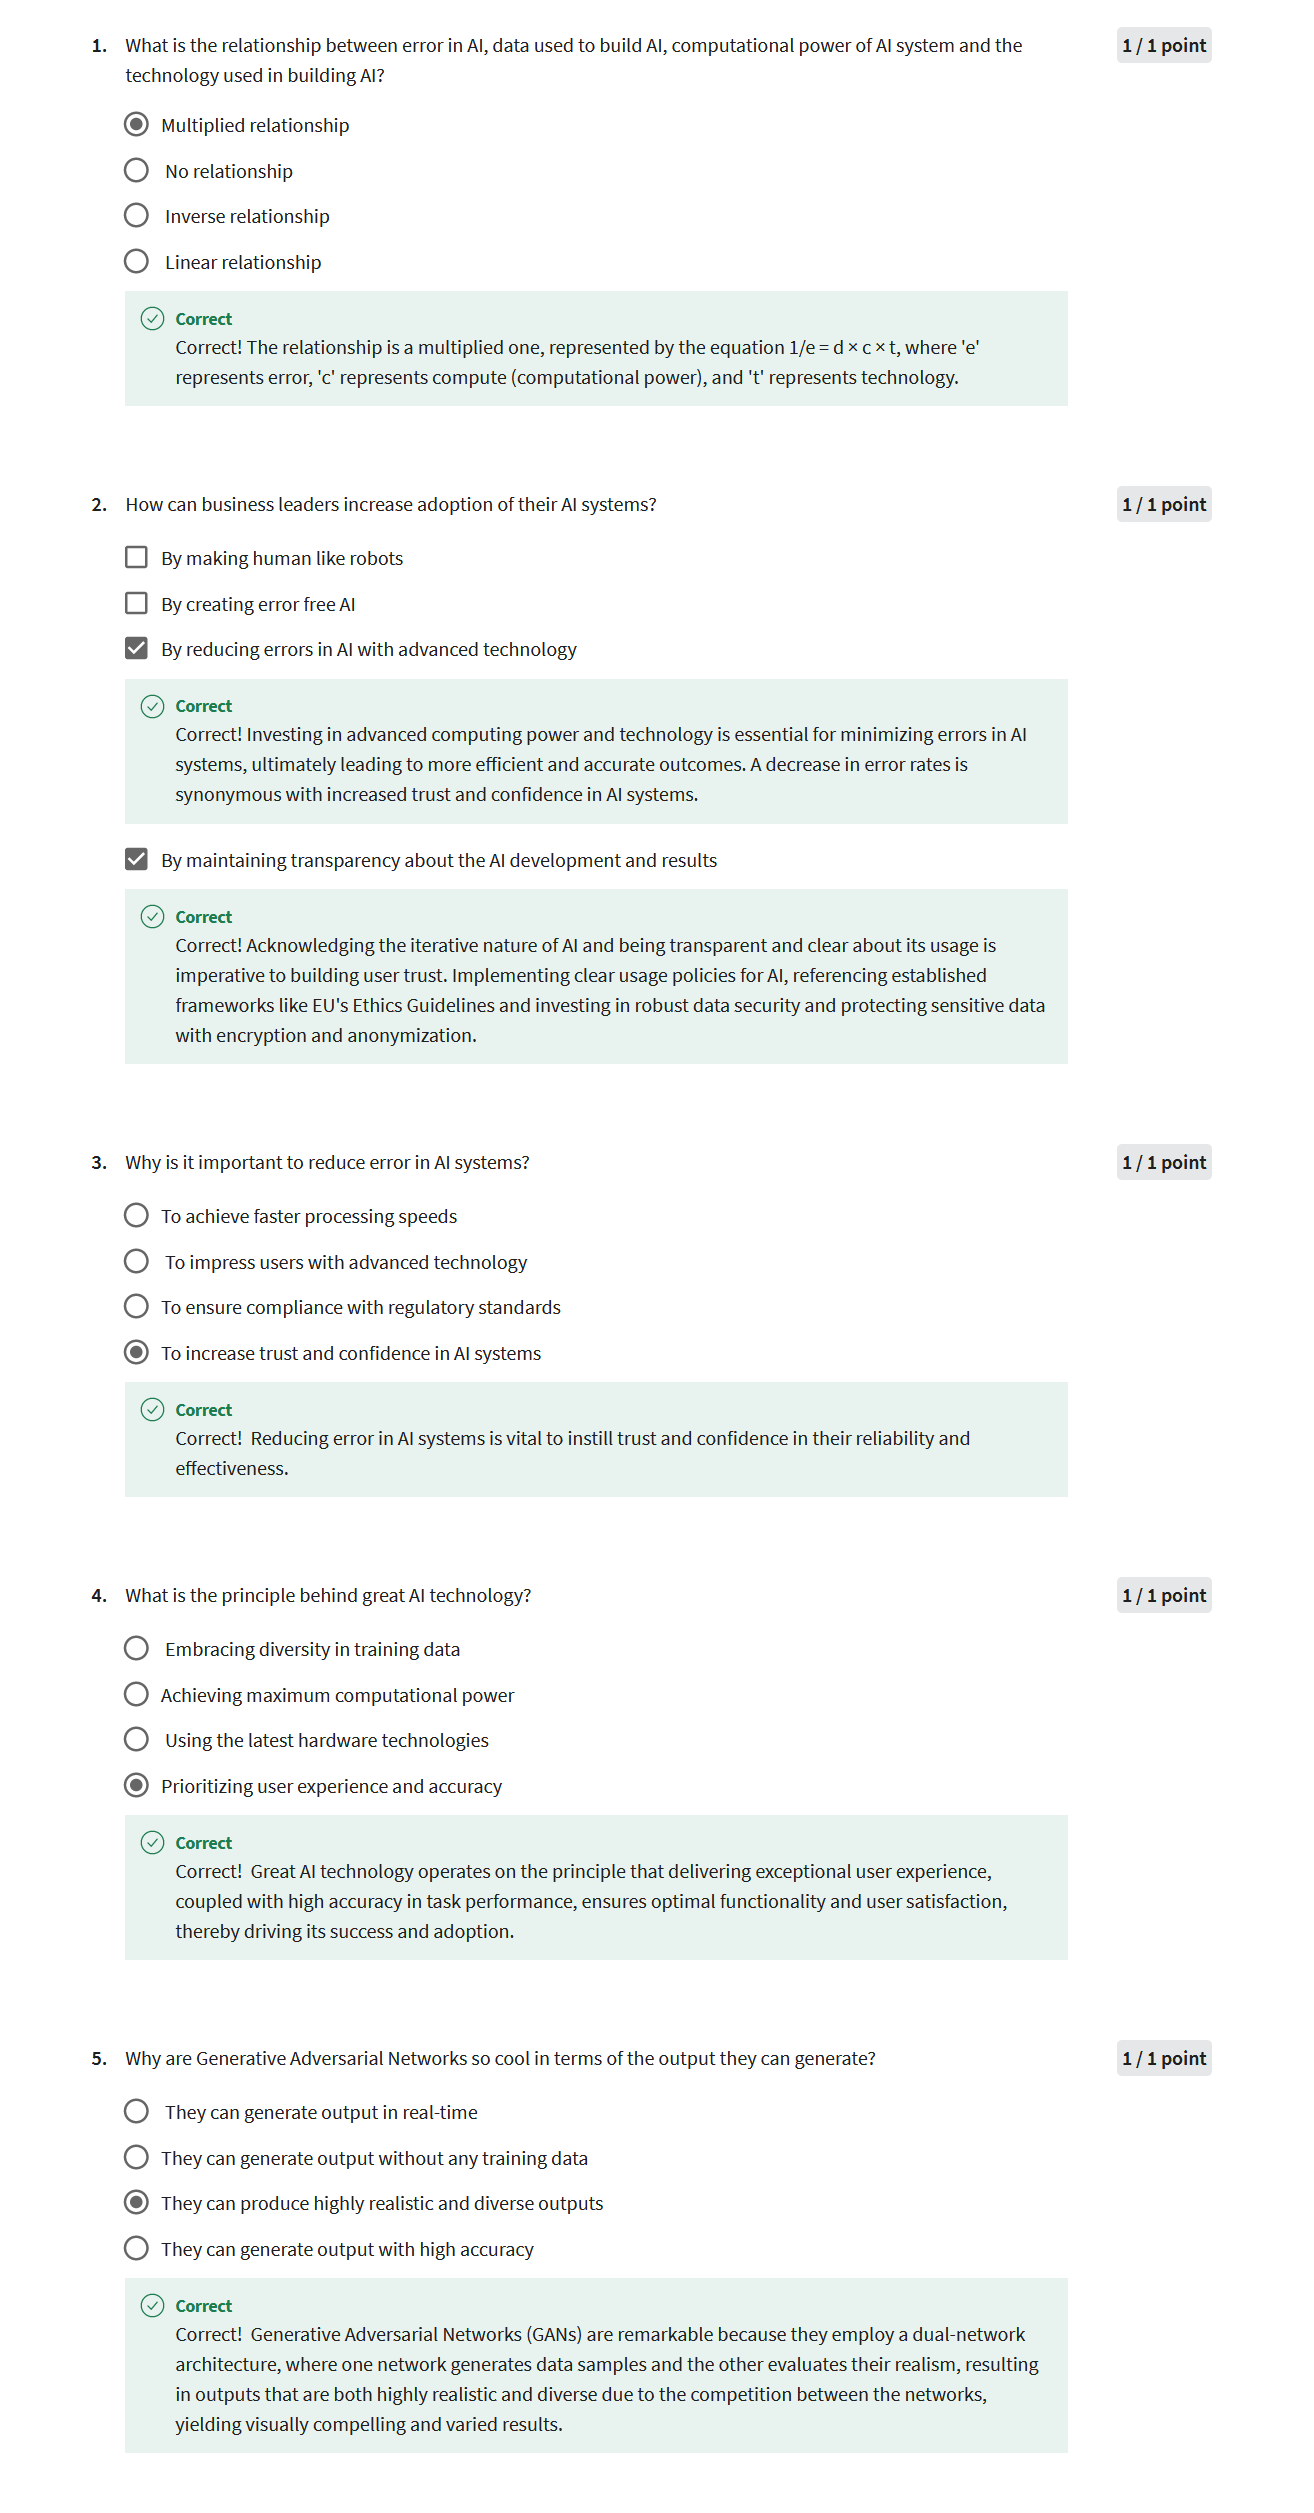 1. What is the relationship between error in AI, data used to build AI, computational power of AI system and the 1 / 1 point
technology used in building AI?
Multiplied relationship
No relationship
Inverse relationship
Linear relationship
Correct
Correct! The relationship is a multiplied one, represented by the equation 1/e = d × c × t, where 'e'
represents error, 'c' represents compute (computational power), and 't' represents technology.
2. How can business leaders increase adoption of their AI systems? 1 / 1 point
By making human like robots
By creating error free AI
By reducing errors in AI with advanced technology
Correct
Correct! Investing in advanced computing power and technology is essential for minimizing errors in AI
systems, ultimately leading to more efficient and accurate outcomes. A decrease in error rates is
synonymous with increased trust and confidence in AI systems.
By maintaining transparency about the AI development and results
Correct
Correct! Acknowledging the iterative nature of AI and being transparent and clear about its usage is
imperative to building user trust. Implementing clear usage policies for AI, referencing established
frameworks like EU's Ethics Guidelines and investing in robust data security and protecting sensitive data
with encryption and anonymization.
3. Why is it important to reduce error in AI systems? 1 / 1 point
To achieve faster processing speeds
To impress users with advanced technology
To ensure compliance with regulatory standards
To increase trust and confidence in AI systems
Correct
Correct! Reducing error in AI systems is vital to instill trust and confidence in their reliability and
effectiveness.
4. What is the principle behind great AI technology? 1 / 1 point
Embracing diversity in training data
Achieving maximum computational power
Using the latest hardware technologies
Prioritizing user experience and accuracy
Correct
Correct! Great AI technology operates on the principle that delivering exceptional user experience,
coupled with high accuracy in task performance, ensures optimal functionality and user satisfaction,
thereby driving its success and adoption.
5. Why are Generative Adversarial Networks so cool in terms of the output they can generate? 1 / 1 point
They can generate output in real-time
They can generate output without any training data
They can produce highly realistic and diverse outputs
They can generate output with high accuracy
Correct
Correct! Generative Adversarial Networks (GANs) are remarkable because they employ a dual-network
architecture, where one network generates data samples and the other evaluates their realism, resulting
in outputs that are both highly realistic and diverse due to the competition between the networks,
yielding visually compelling and varied results.